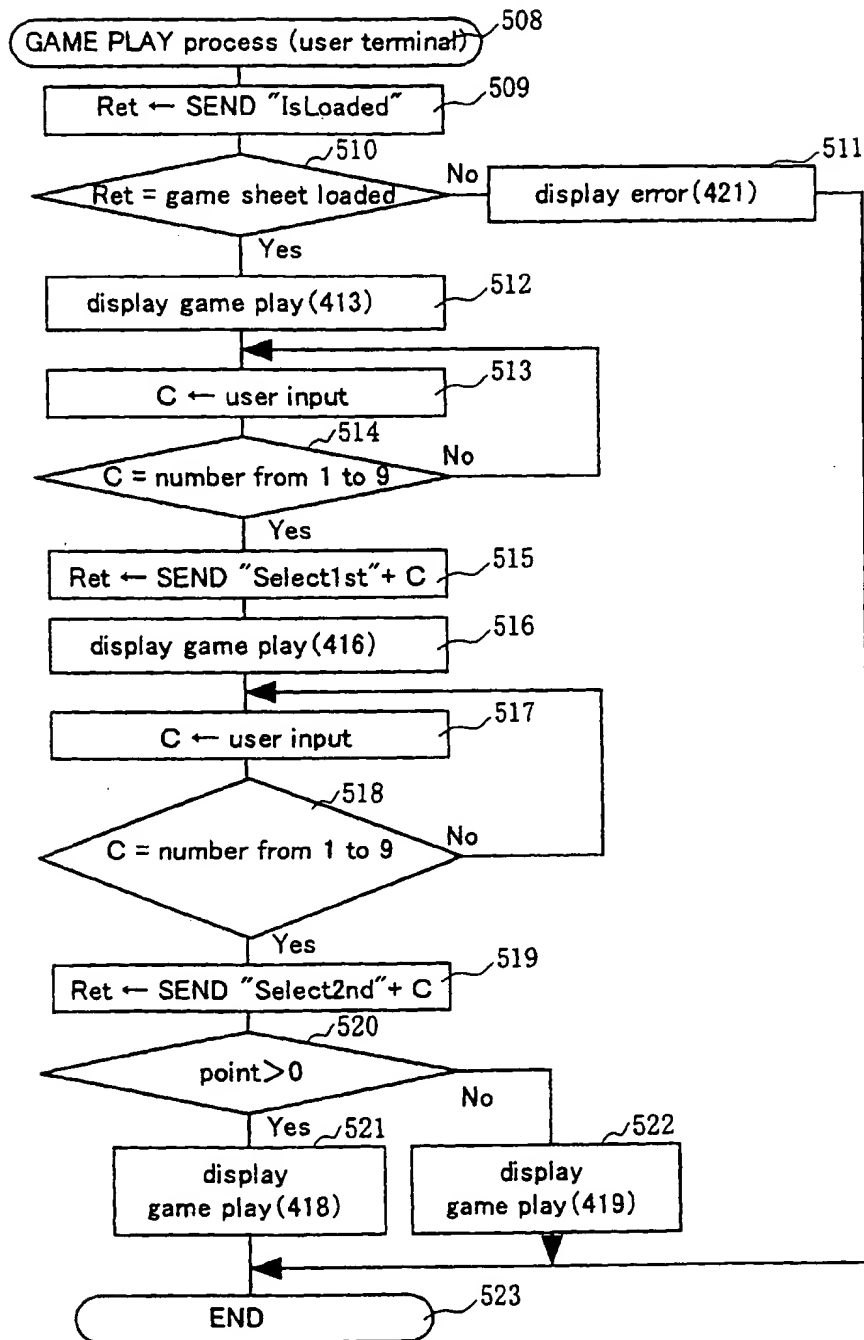 GAME PLAY process (user terminal)
508
Ret ← SEND "IsLoaded"
509
510
Ret = game sheet loaded
No
511
display error(421)
Yes
display game play(413)
512
C ← user input
513
514
C = number from 1 to 9
No
Yes
Ret ← SEND "Select1st"+ C
515
display game play(416)
516
C ← user input
517
518
C = number from 1 to 9
No
Yes
Ret ← SEND "Select2nd"+ C
519
520
point>0
No
Yes
521
display
game play(418)
522
display
game play(419)
END
523